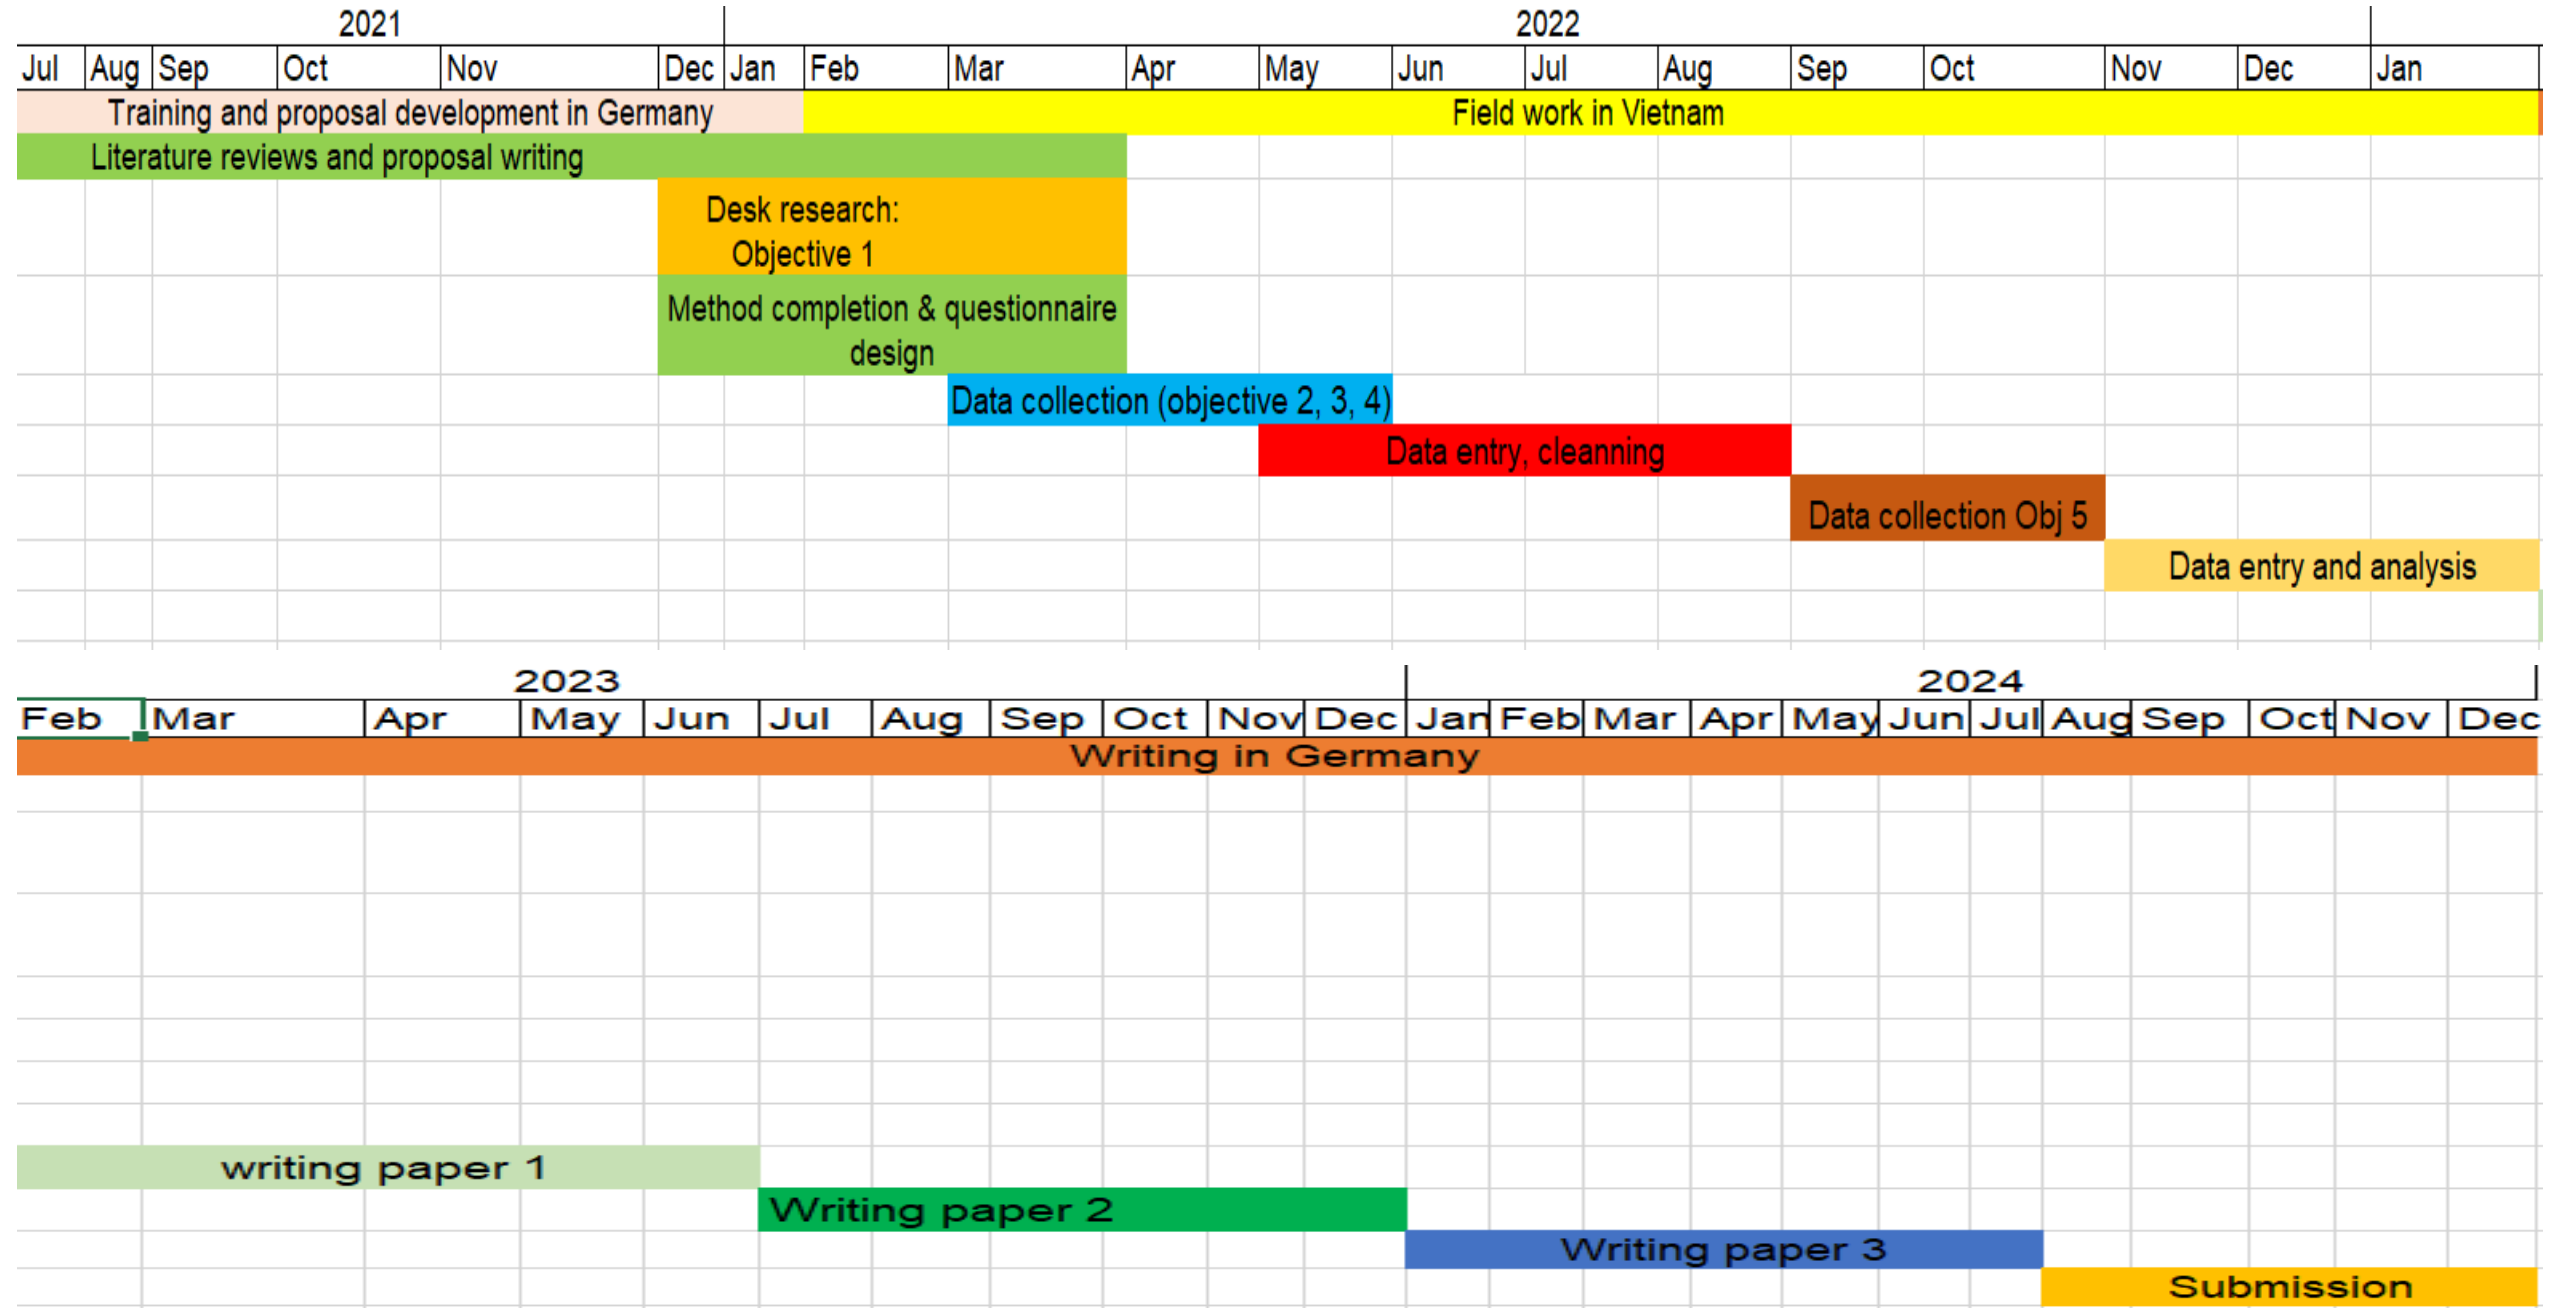 2021 2022
Jul Aug Sep Oct Nov Dec Jan Feb Mar Apr May Jun Jul Aug Sep Oct Nov Dec Jan
Training and proposal development in Germany Field work in Vietnam
Literature reviews and proposal writing
Desk research:
Objective 1
Method completion & questionnaire
design
Data collection (objective 2, 3, 4)
Data entry, cleanning
Data collection Obj 5
Data entry and analysis
2023 2024
Feb Mar Apr May Jun Jul Aug Sep Oct Nov Dec Jan Feb Mar Apr May Jun Jul Aug Sep Oct Nov Dec
Writing in Germany
writing paper 1
Writing paper 2
Writing paper 3
Submission